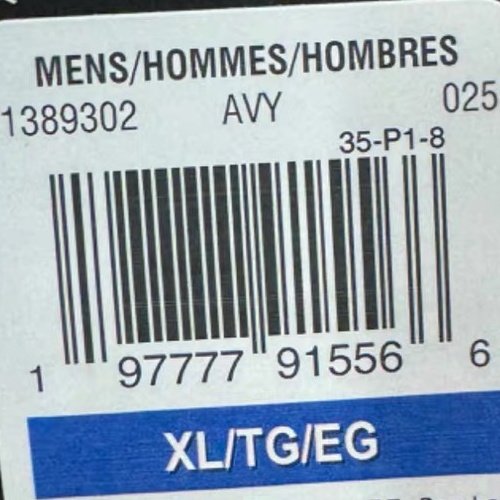 MENS/HOMMES/HOMBRES
1389302 AVY 025
35-P1-8
1 97777 91556 6
XL/TG/EG